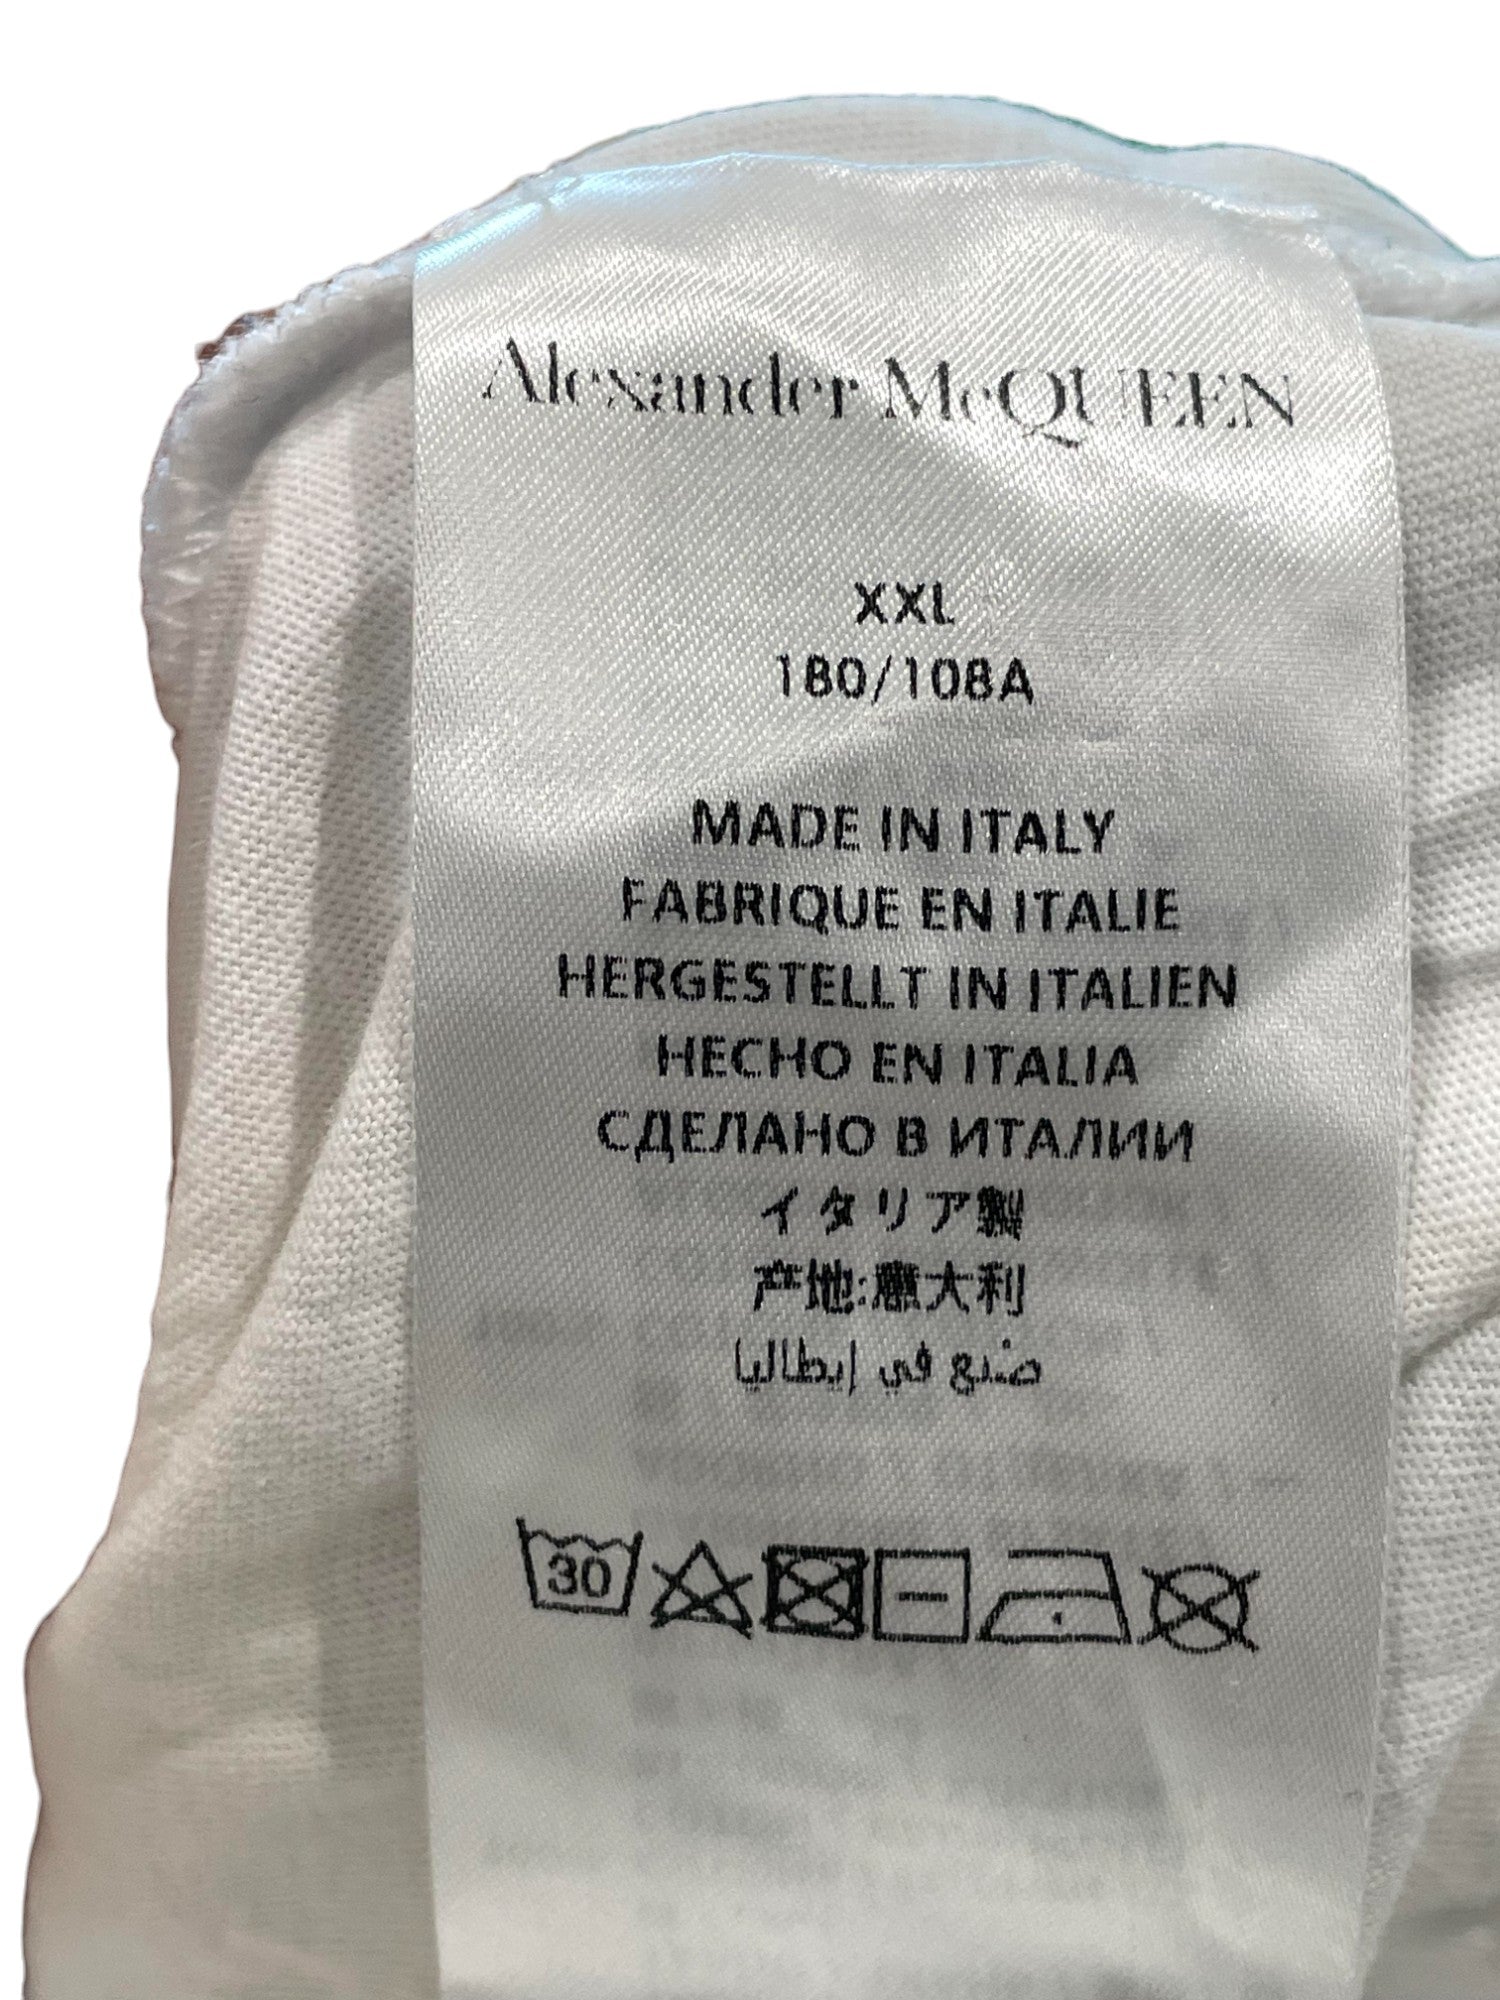 Alexander McQUEEN
XXL
180/108A
MADE IN ITALY
FABRIQUE EN ITALIE
HERGESTELLT IN ITALIEN
HECHO EN ITALIA
СДЕЛАНО В ИТАЛИИ
イタリア製
产地:意大利
صنع في إيطاليا
30